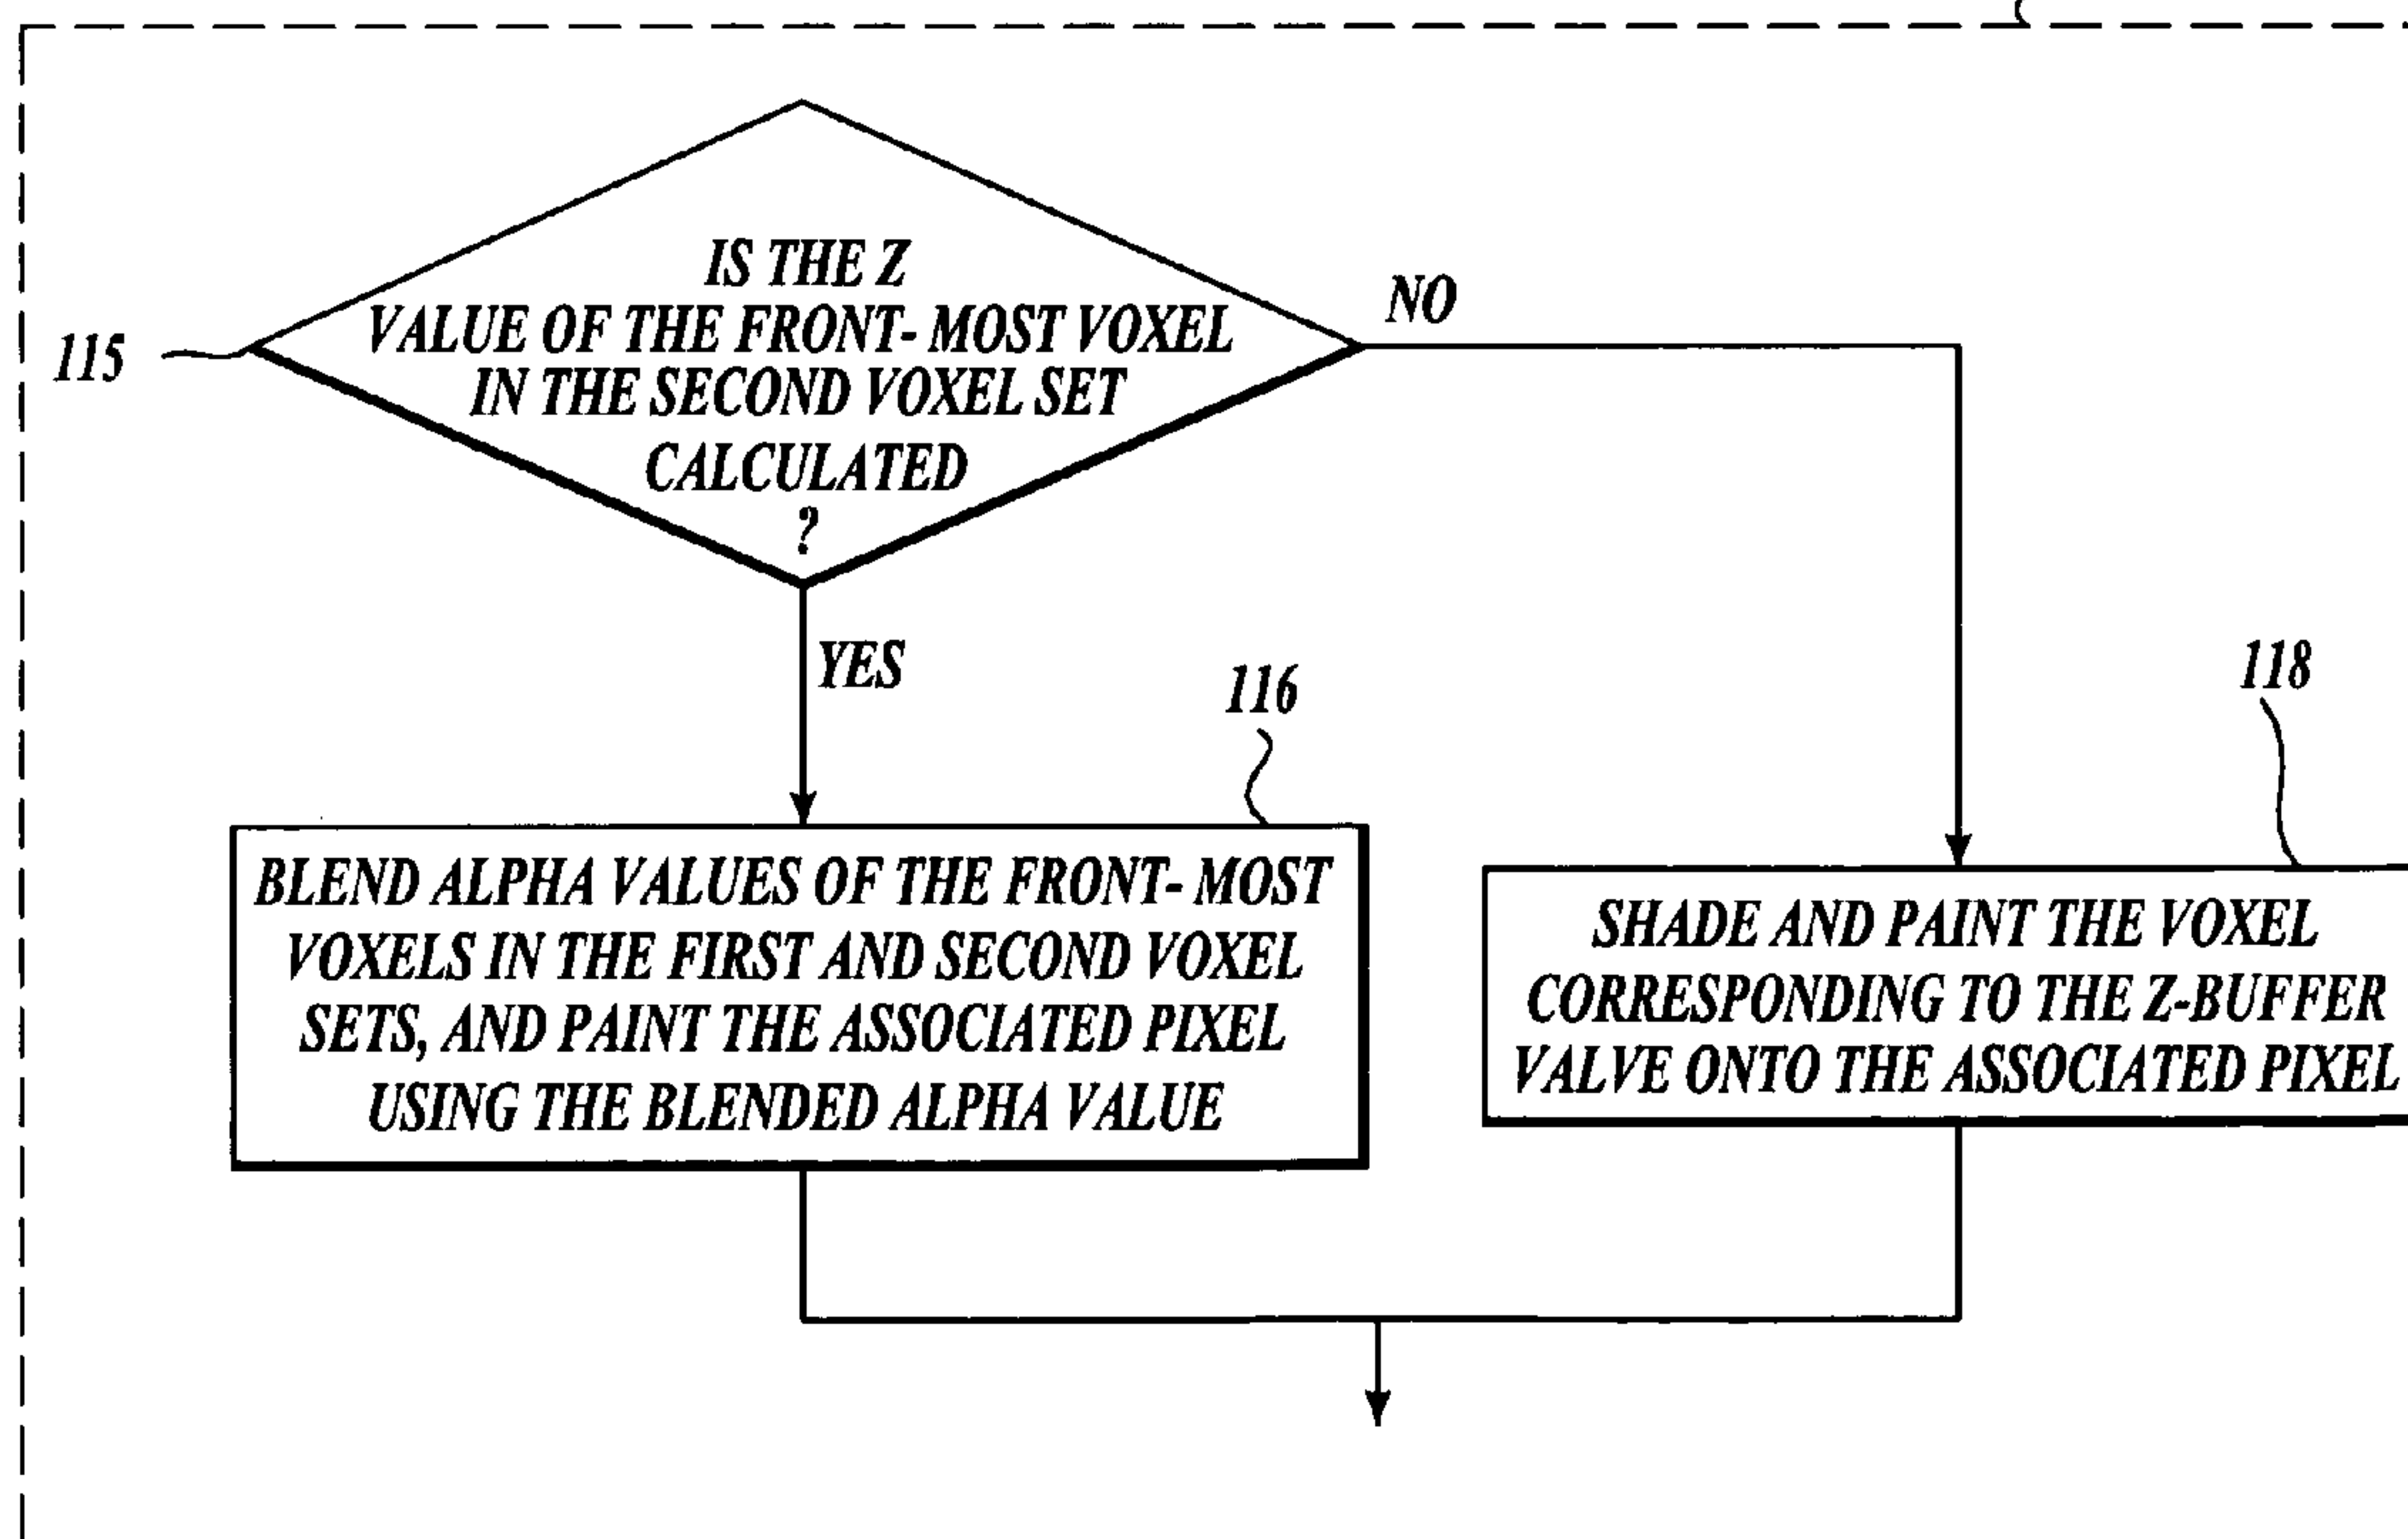 IS THE Z
VALUE OF THE FRONT- MOST VOXEL
IN THE SECOND VOXEL SET
CALCULATED
?
115
NO
YES
116
118
BLEND ALPHA VALUES OF THE FRONT- MOST
VOXELS IN THE FIRST AND SECOND VOXEL
SETS, AND PAINT THE ASSOCIATED PIXEL
USING THE BLENDED ALPHA VALUE
SHADE AND PAINT THE VOXEL
CORRESPONDING TO THE Z-BUFFER
VALVE ONTO THE ASSOCIATED PIXEL